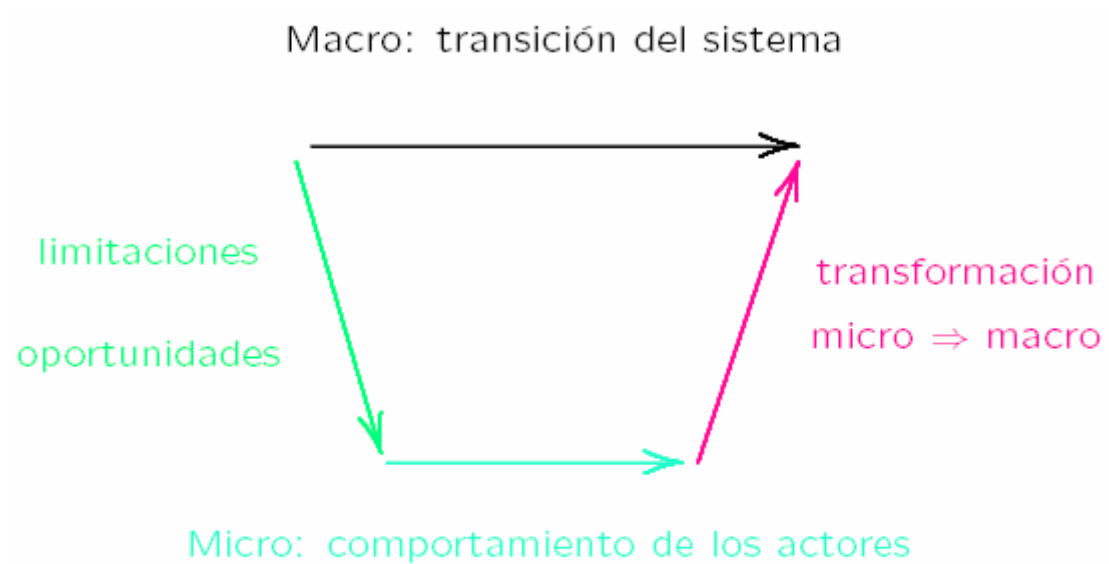 Macro: transición del sistema
limitaciones
oportunidades
transformación
micro ⇒ macro
Micro: comportamiento de los actores